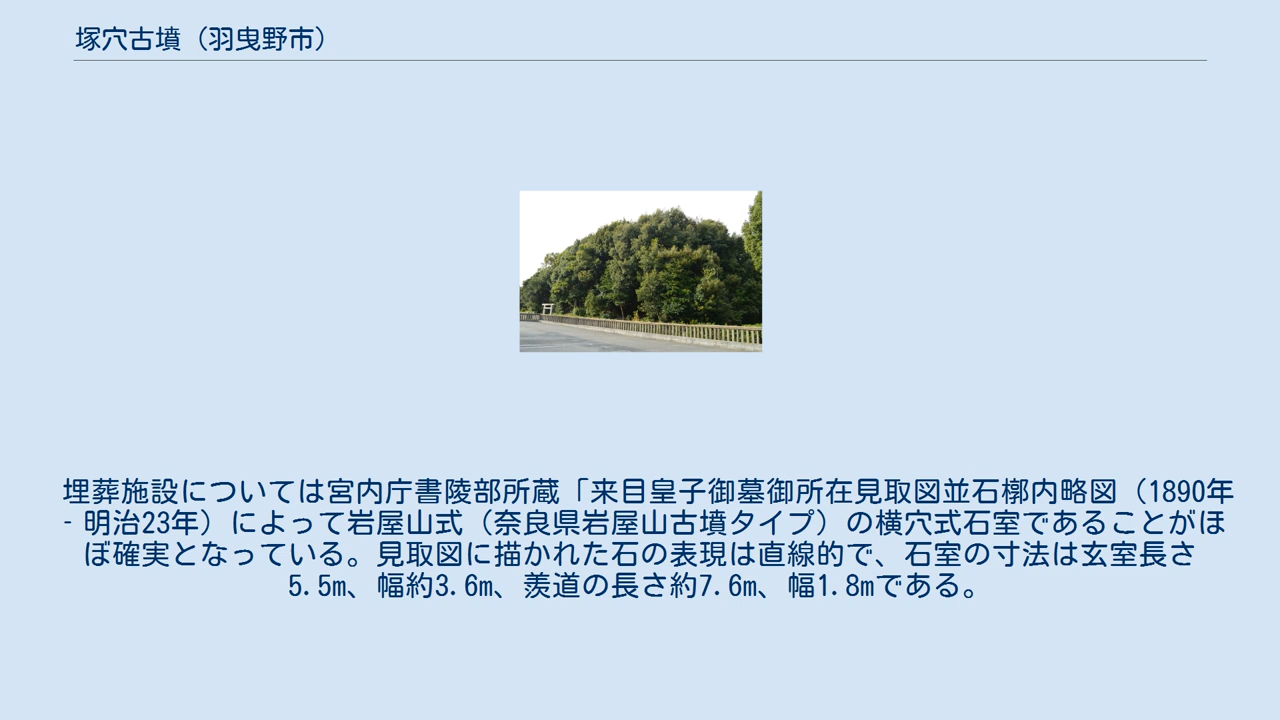 塚穴古墳（羽曳野市）
埋葬施設については宮内庁書陵部所蔵「来目皇子御墓御所在見取図並石槨内略図（1890年
- 明治23年）によって岩屋山式（奈良県岩屋山古墳タイプ）の横穴式石室であることがほ
ぼ確実となっている。見取図に描かれた石の表現は直線的で、石室の寸法は玄室長さ
5.5m、幅約3.6m、羨道の長さ約7.6m、幅1.8mである。